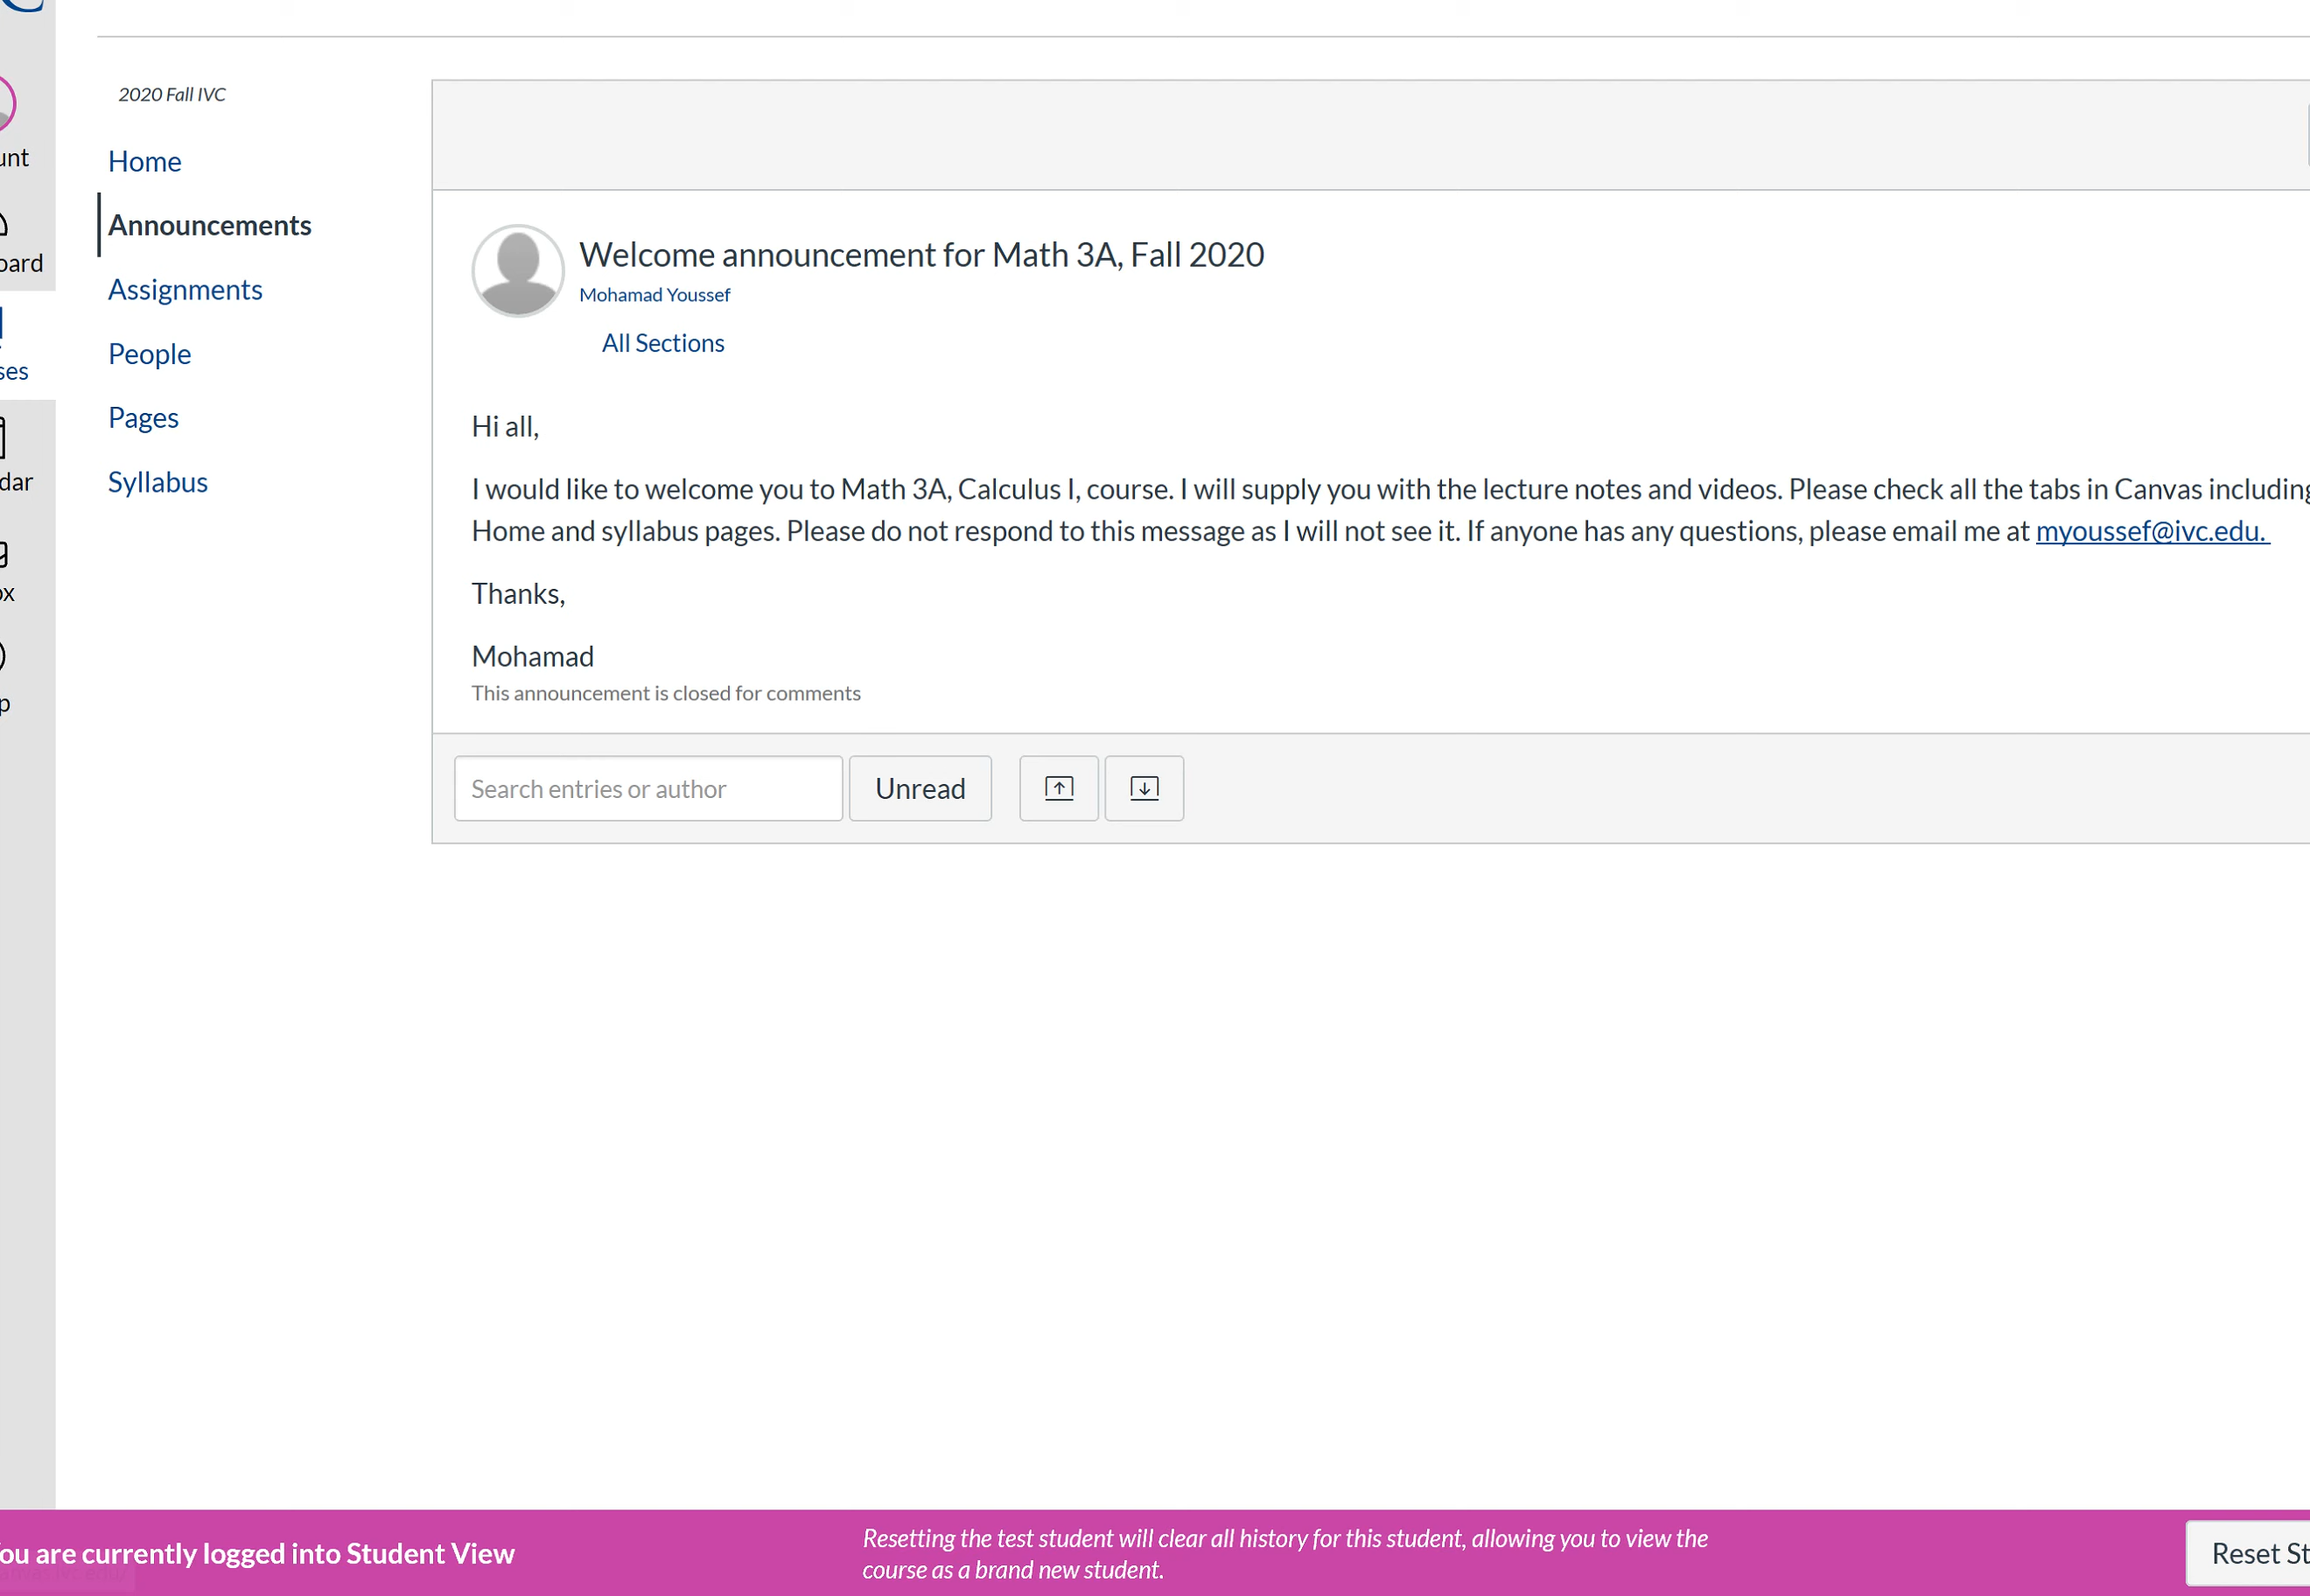 2020 Fall IVC
Home
Announcements
Assignments
People
Pages
Syllabus
Welcome announcement for Math 3A, Fall 2020
Mohamad Youssef
All Sections
Hi all,
I would like to welcome you to Math 3A, Calculus I, course. I will supply you with the lecture notes and videos. Please check all the tabs in Canvas including
Home and syllabus pages. Please do not respond to this message as I will not see it. If anyone has any questions, please email me at myoussef@ivc.edu.
Thanks,
Mohamad
This announcement is closed for comments
Search entries or author
Unread
ou are currently logged into Student View
Resetting the test student will clear all history for this student, allowing you to view the
course as a brand new student.
Reset St